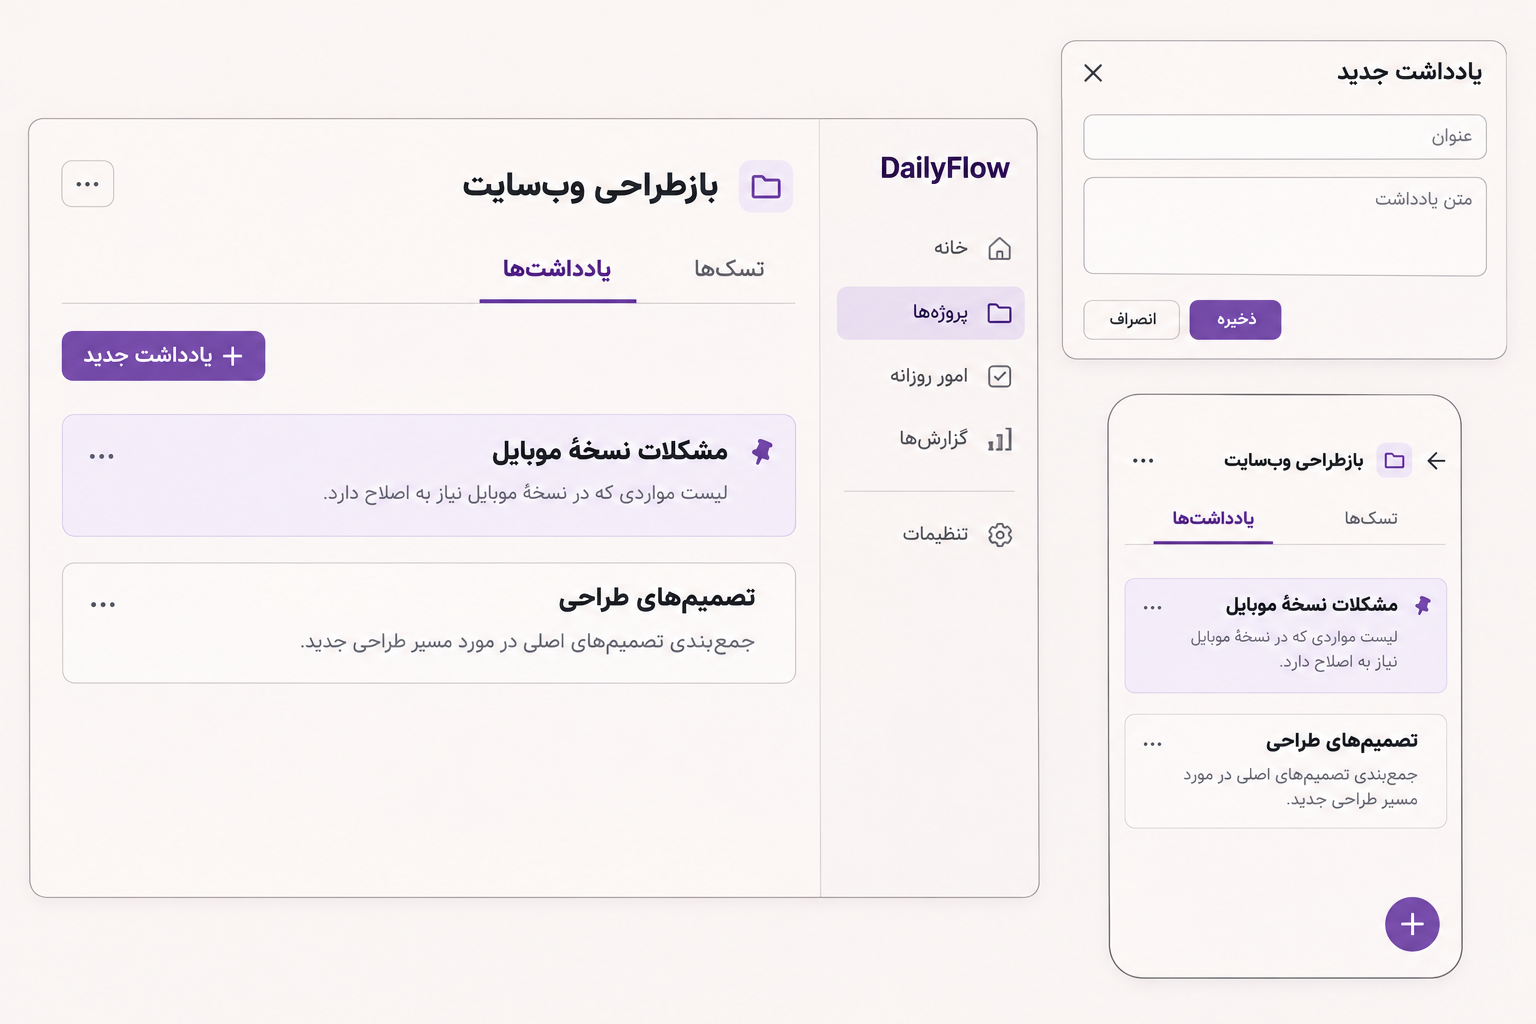 DailyFlow
خانه
پروژه‌ها
امور روزانه
گزارش‌ها
تنظیمات
بازطراحی وب‌سایت
تسک‌ها
یادداشت‌ها
یادداشت جدید
مشکلات نسخهٔ موبایل
لیست مواردی که در نسخهٔ موبایل نیاز به اصلاح دارد.
تصمیم‌های طراحی
جمع‌بندی تصمیم‌های اصلی در مورد مسیر طراحی جدید.
یادداشت جدید
عنوان
متن یادداشت
ذخیره
انصراف
بازطراحی وب‌سایت
تسک‌ها
یادداشت‌ها
مشکلات نسخهٔ موبایل
لیست مواردی که در نسخهٔ موبایل
نیاز به اصلاح دارد.
تصمیم‌های طراحی
جمع‌بندی تصمیم‌های اصلی در مورد
مسیر طراحی جدید.